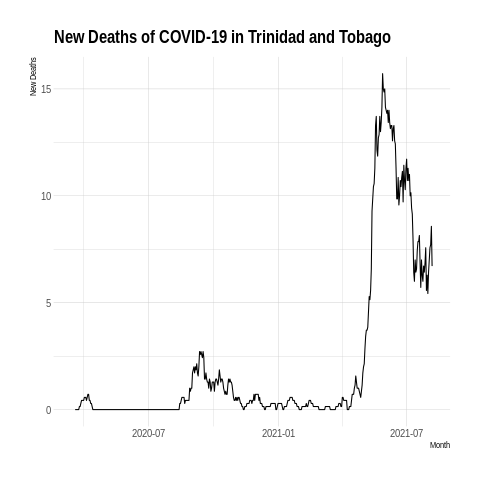 New Deaths of COVID-19 in Trinidad and Tobago
New Deaths
15
10
5
0
2020-07
2021-01
2021-07
Month